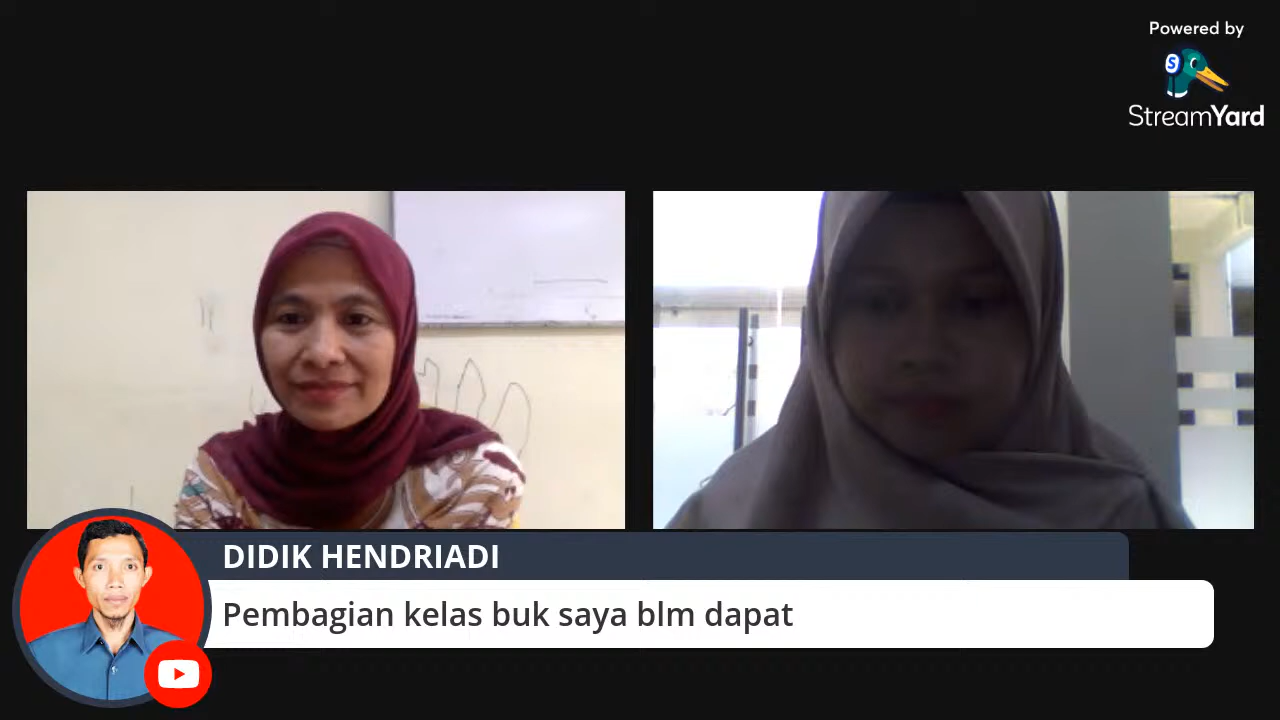 Powered by
S
StreamYard
DIDIK HENDRIADI
Pembagian kelas buk saya blm dapat